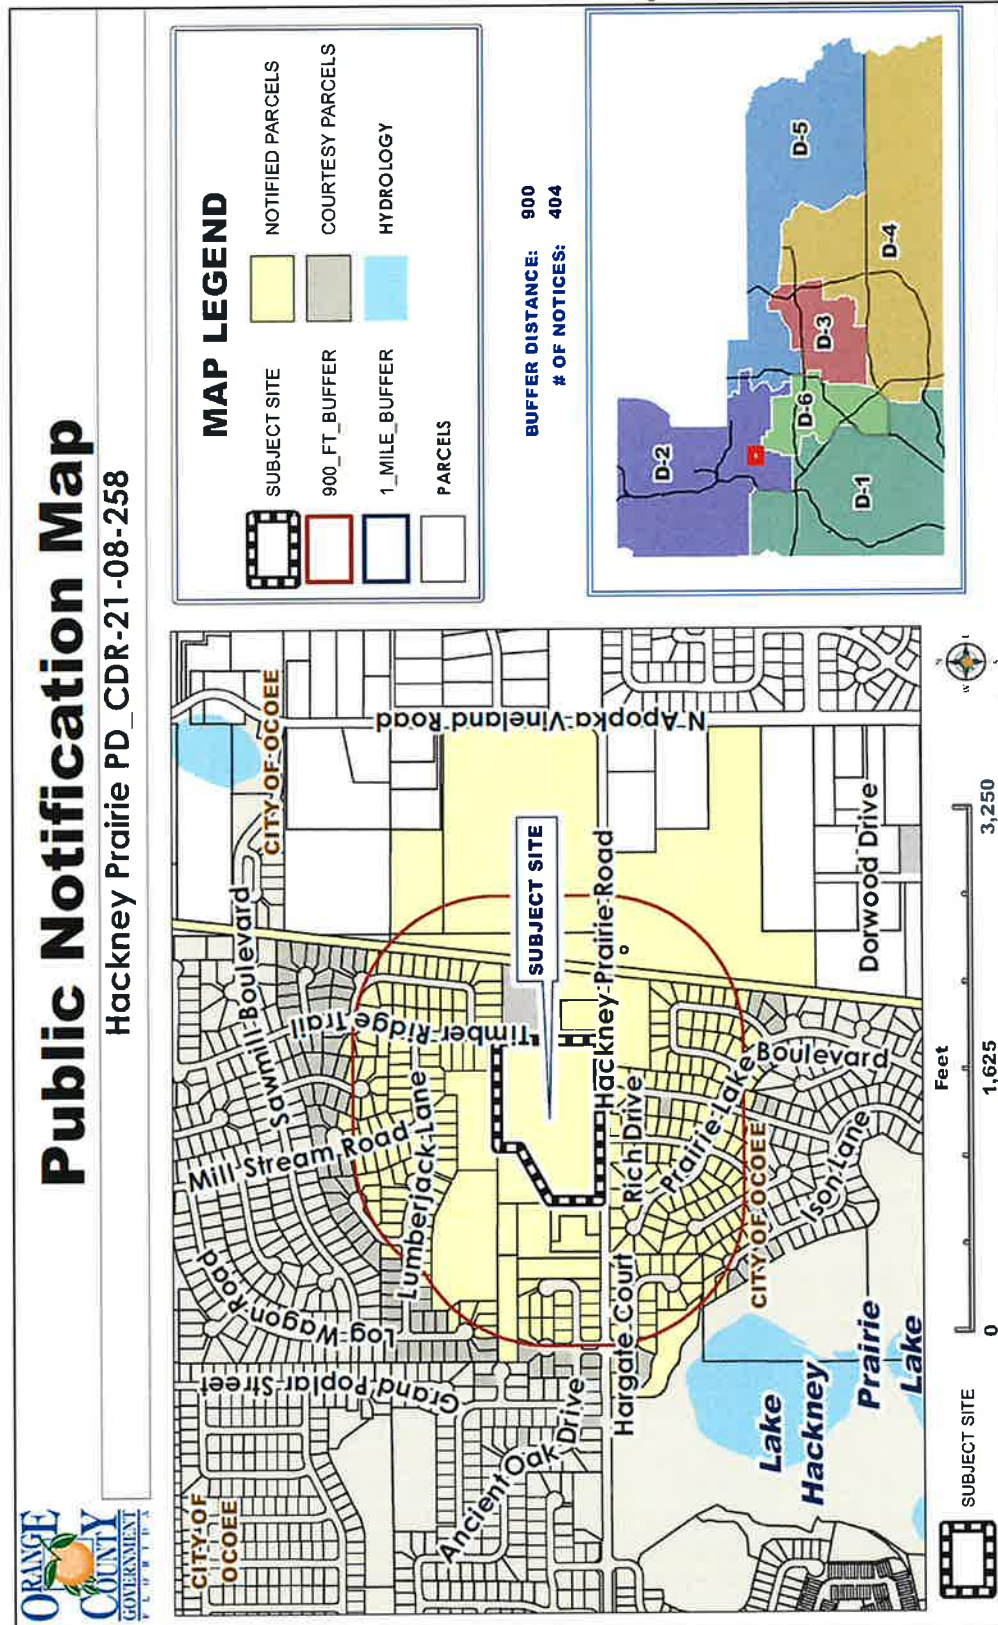 ORANGE
COUNTY
GOVERNMENT
FLORIDA
Public Notification Map
Hackney Prairie PD_CDR-21-08-258
CITY OF
OCOEE
Grand Poplar Street
Log Wagon Road
Mill Stream Road
Sawmill Boulevard
CITY OF OCOEE
Timber Ridge Trail
Lumberjack Lane
Ancient Oak Drive
N Apopka Vineland Road
SUBJECT SITE
Hackney Prairie Road
Hargate Court
Rich Drive
Prairie Lake Boulevard
CITY OF OCOEE
Ison Lane
Dorwood Drive
Lake
Hackney
Prairie
Lake
MAP LEGEND
SUBJECT SITE
900_FT_BUFFER
1_MILE_BUFFER
PARCELS
NOTIFIED PARCELS
COURTESY PARCELS
HYDROLOGY
BUFFER DISTANCE: 900
# OF NOTICES: 404
D-2
D-5
D-6
D-3
D-1
D-4
SUBJECT SITE
Feet
0 1,625 3,250
N
W
S